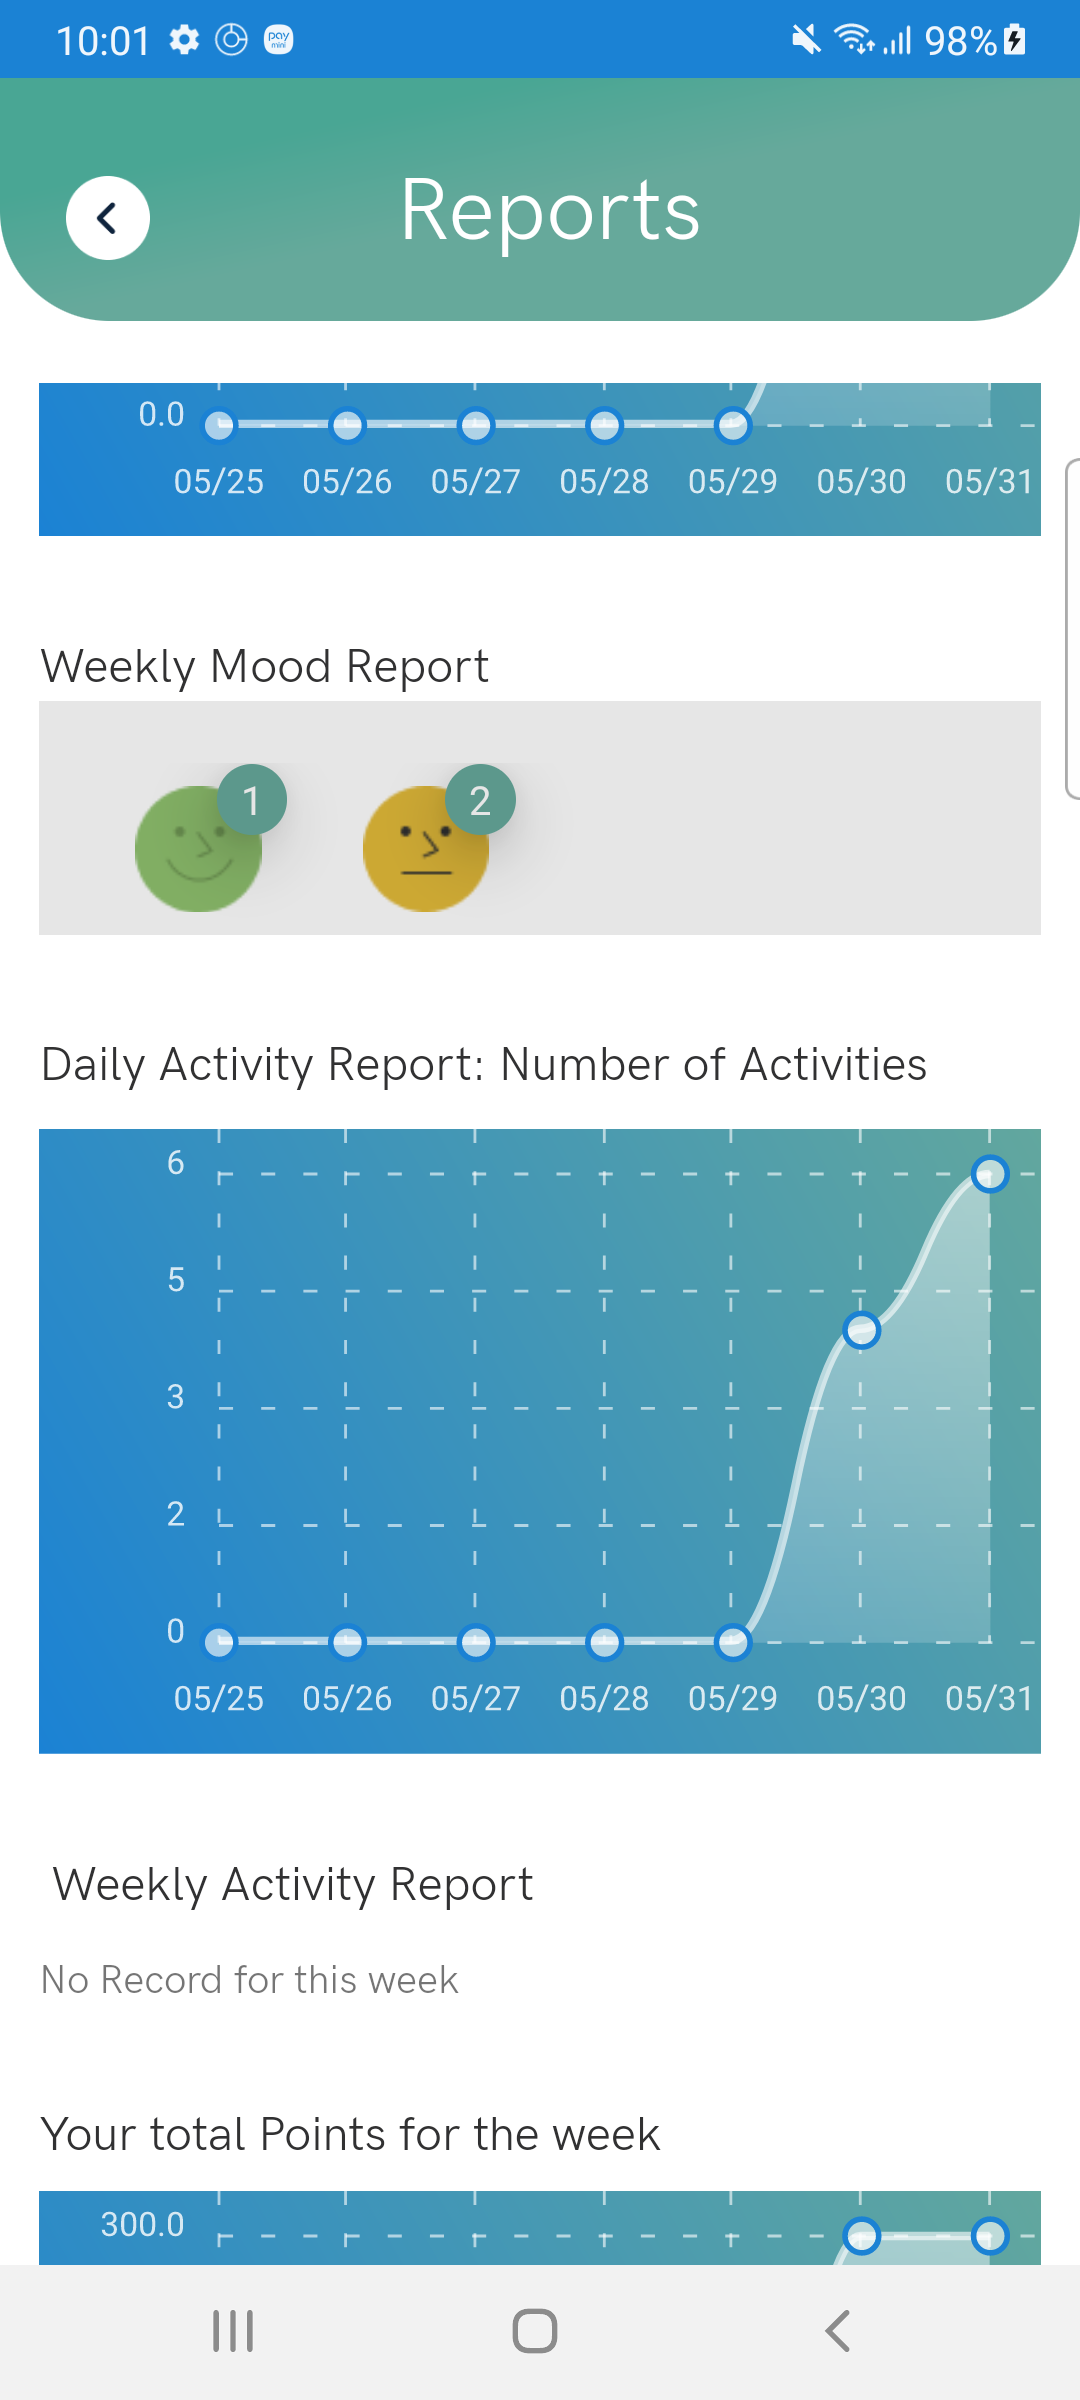 10:01 pay mini 98%
Reports
0.0
05/25 05/26 05/27 05/28 05/29 05/30 05/31
Weekly Mood Report
1 2
Daily Activity Report: Number of Activities
6
5
3
2
0
05/25 05/26 05/27 05/28 05/29 05/30 05/31
Weekly Activity Report
No Record for this week
Your total Points for the week
300.0